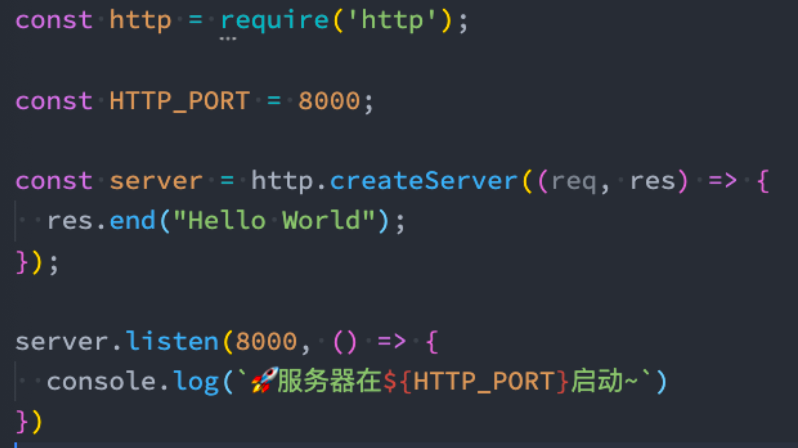 const http = require('http');
const HTTP_PORT = 8000;
const server = http.createServer((req, res) => {
  res.end("Hello World");
});
server.listen(8000, () => {
  console.log(`🚀服务器在${HTTP_PORT}启动~`)
})